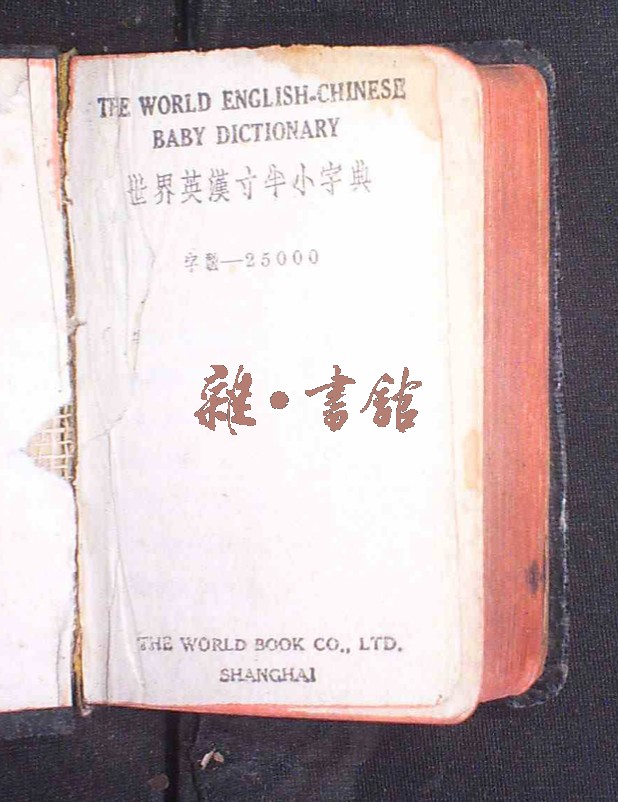 THE WORLD ENGLISH-CHINESE
BABY DICTIONARY
世界英漢寸半小字典
字數—25000
雜·書館
THE WORLD BOOK CO., LTD.
SHANGHAI